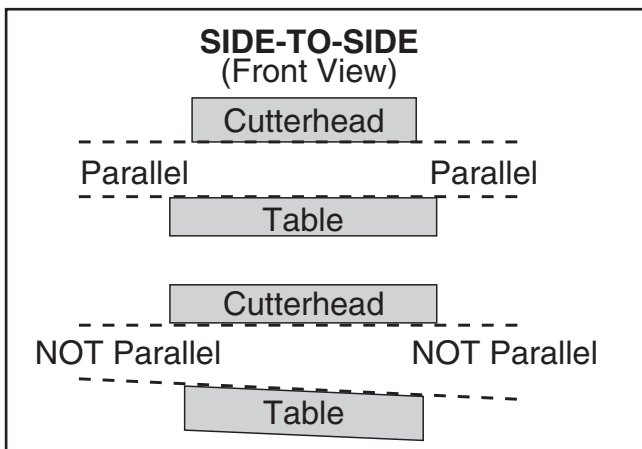 SIDE-TO-SIDE
(Front View)
Cutterhead
Parallel Parallel
Table
Cutterhead
NOT Parallel NOT Parallel
Table